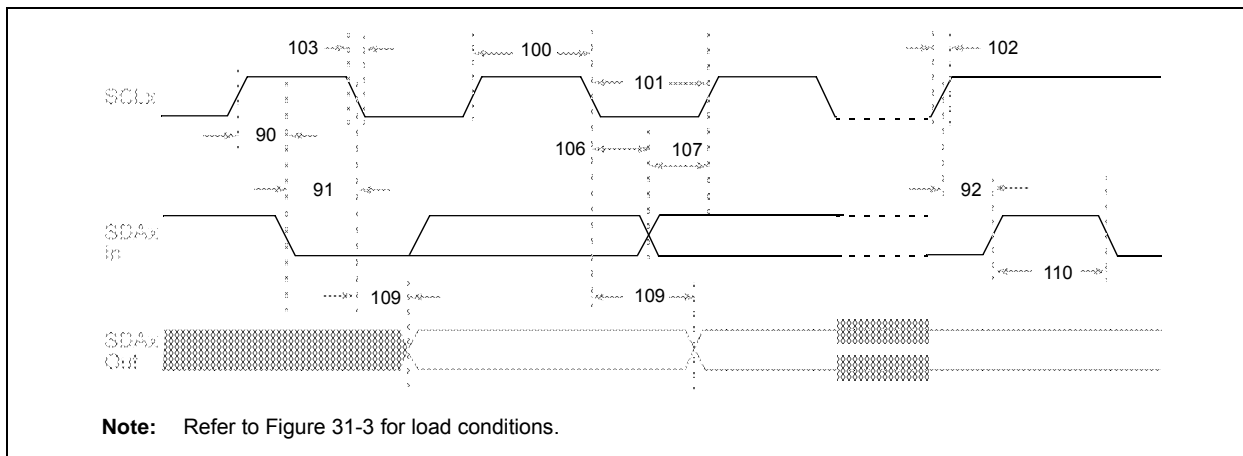 103
100
102
101
SCLx
90
106
107
91
92
SDAx
In
109
109
110
SDAx
Out
Note: Refer to Figure 31-3 for load conditions.